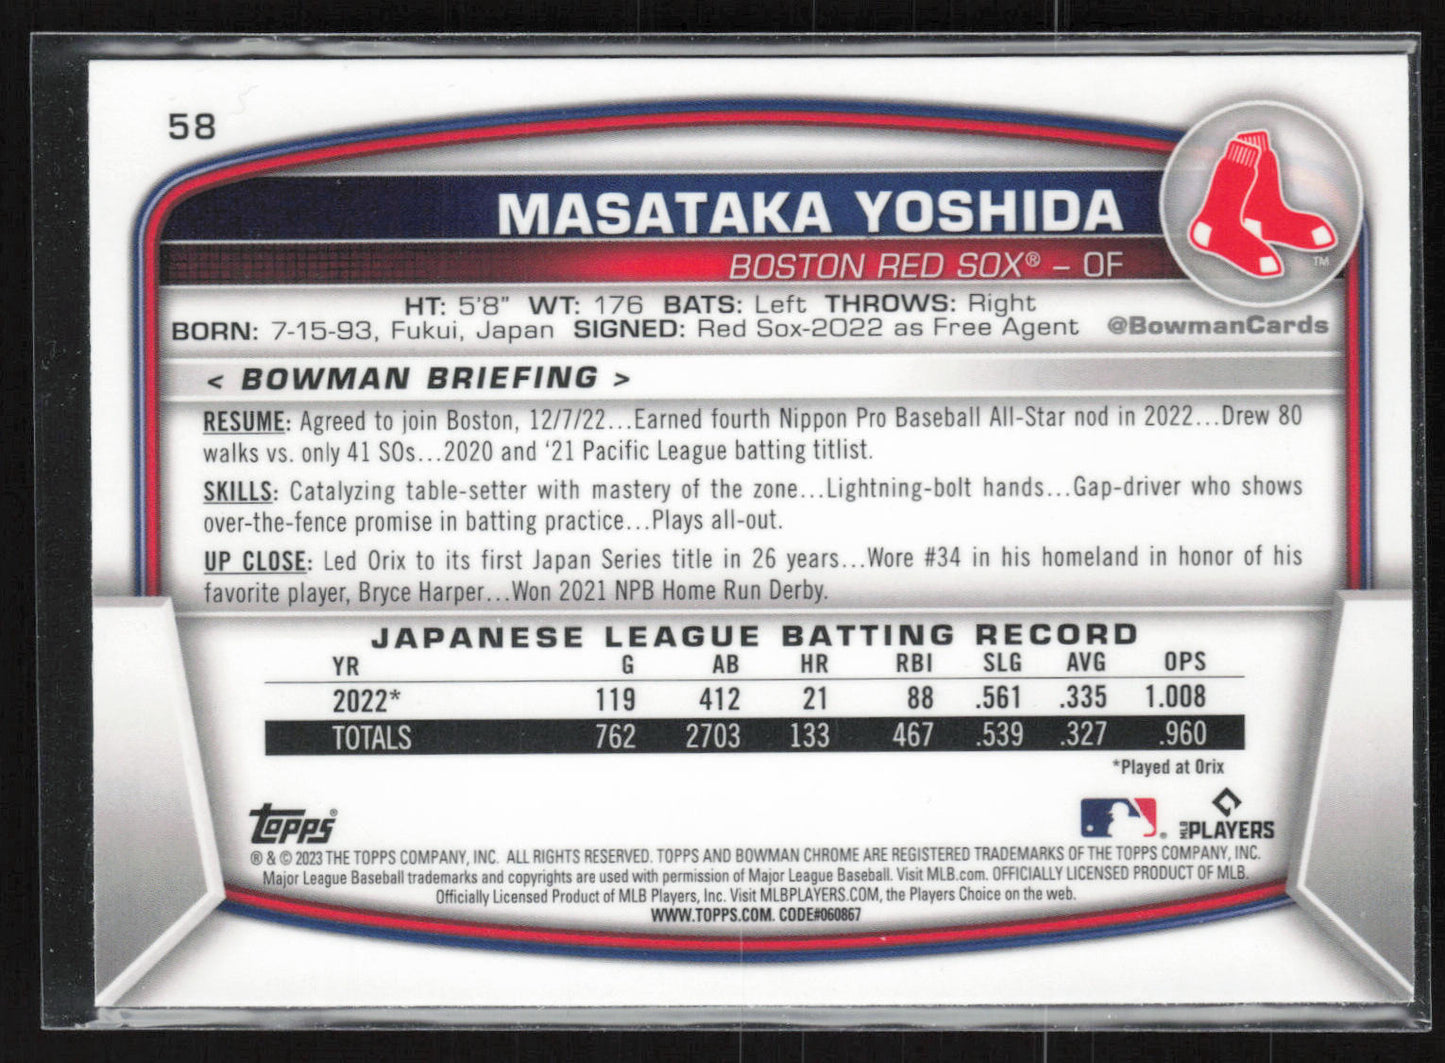 58
MASATAKA YOSHIDA
BOSTON RED SOX® – OF
TM
HT: 5'8" WT: 176 BATS: Left THROWS: Right
BORN: 7-15-93, Fukui, Japan SIGNED: Red Sox-2022 as Free Agent @BowmanCards
< BOWMAN BRIEFING >
RESUME: Agreed to join Boston, 12/7/22...Earned fourth Nippon Pro Baseball All-Star nod in 2022...Drew 80
walks vs. only 41 SOs...2020 and '21 Pacific League batting titlist.
SKILLS: Catalyzing table-setter with mastery of the zone...Lightning-bolt hands...Gap-driver who shows
over-the-fence promise in batting practice...Plays all-out.
UP CLOSE: Led Orix to its first Japan Series title in 26 years...Wore #34 in his homeland in honor of his
favorite player, Bryce Harper...Won 2021 NPB Home Run Derby.
JAPANESE LEAGUE BATTING RECORD
YR G AB HR RBI SLG AVG OPS
2022* 119 412 21 88 .561 .335 1.008
TOTALS 762 2703 133 467 .539 .327 .960
*Played at Orix
topps® ® MLB PLAYERS
® & © 2023 THE TOPPS COMPANY, INC. ALL RIGHTS RESERVED. TOPPS AND BOWMAN CHROME ARE REGISTERED TRADEMARKS OF THE TOPPS COMPANY, INC.
Major League Baseball trademarks and copyrights are used with permission of Major League Baseball. Visit MLB.com. OFFICIALLY LICENSED PRODUCT OF MLB.
Officially Licensed Product of MLB Players, Inc. Visit MLBPLAYERS.COM, the Players Choice on the web.
WWW.TOPPS.COM. CODE#060867